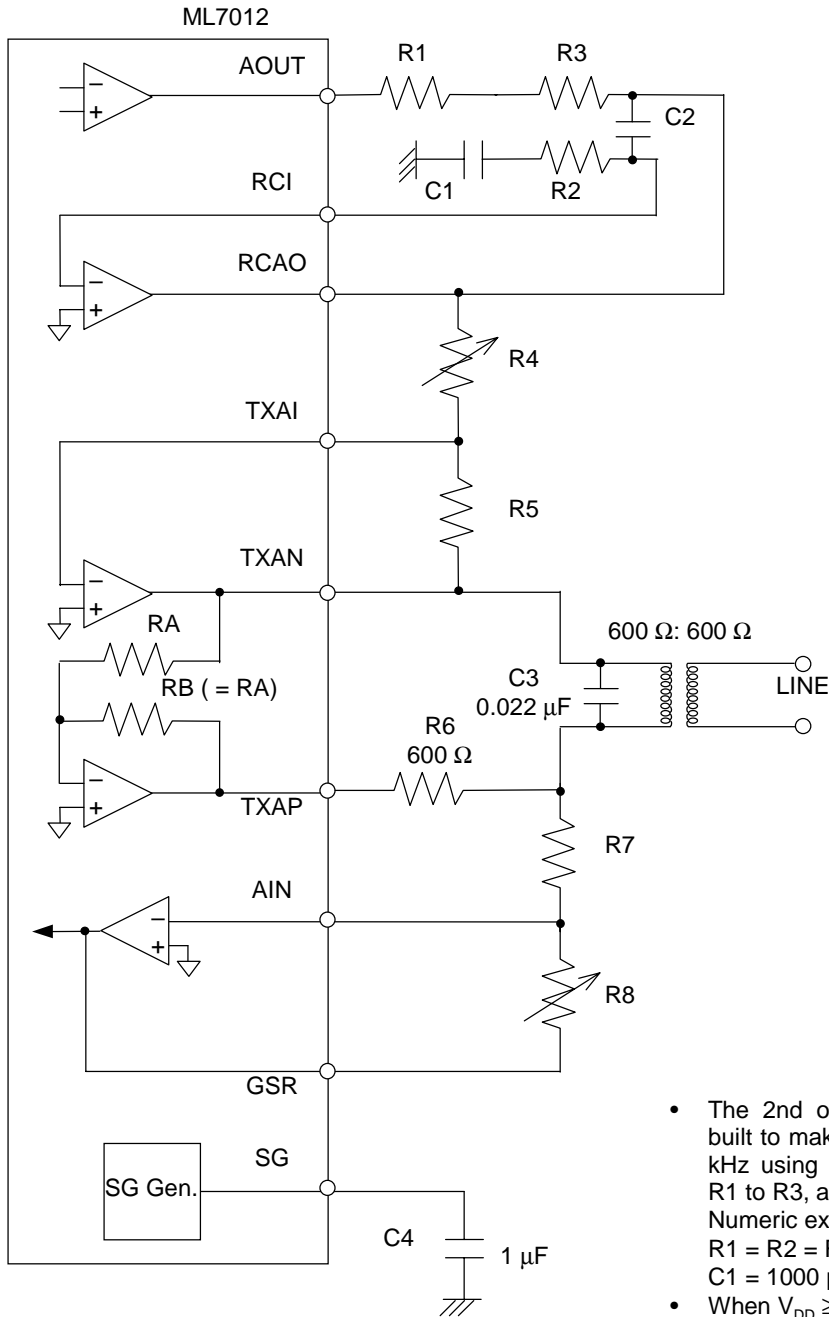 ML7012
AOUT
R1
R3
C2
RCI
C1
R2
RCAO
R4
TXAI
R5
TXAN
RA
RB ( = RA)
600 Ω: 600 Ω
C3
0.022 µF
LINE
R6
600 Ω
TXAP
R7
AIN
R8
GSR
SG
SG Gen.
C4
1 µF
• The 2nd o
built to mak
kHz using
R1 to R3, a
Numeric ex
R1 = R2 =
C1 = 1000
• When VDD ≥